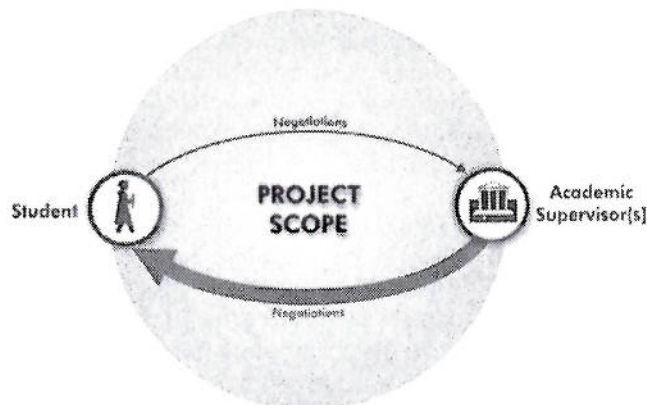 Negotiations
Student
PROJECT
SCOPE
Academic
Supervisor(s)
Negotiations